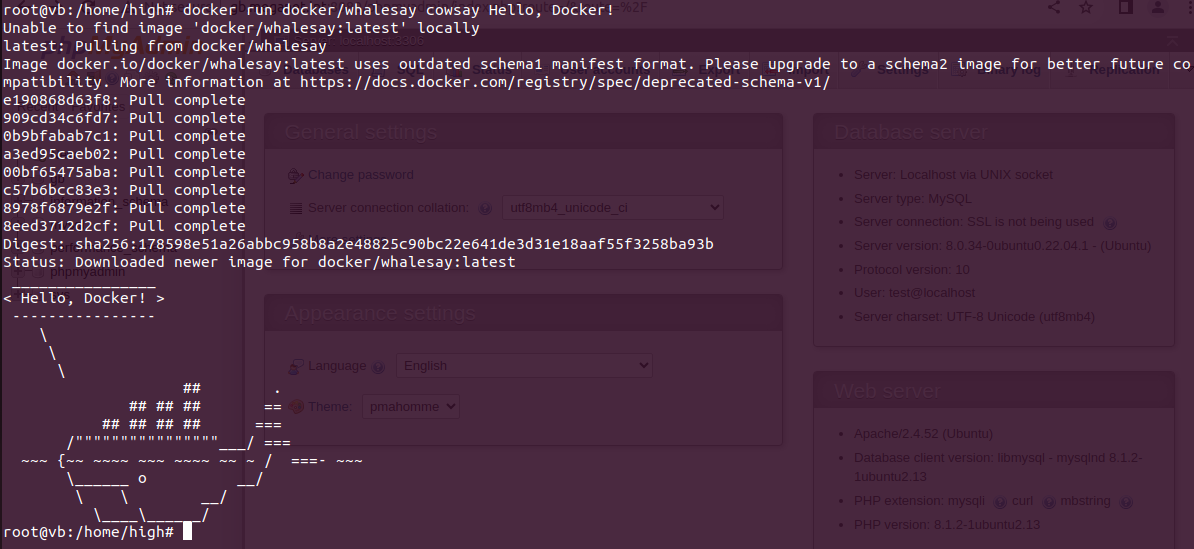 root@vb:/home/high# docker run docker/whalesay cowsay Hello, Docker!
Unable to find image 'docker/whalesay:latest' locally
latest: Pulling from docker/whalesay
Image docker.io/docker/whalesay:latest uses outdated schema1 manifest format. Please upgrade to a schema2 image for better future co
mpatibility. More information at https://docs.docker.com/registry/spec/deprecated-schema-v1/
e190868d63f8: Pull complete
909cd34c6fd7: Pull complete
0b9bfabab7c1: Pull complete
a3ed95caeb02: Pull complete
00bf65475aba: Pull complete
c57b6bcc83e3: Pull complete
8978f6879e2f: Pull complete
8eed3712d2cf: Pull complete
Digest: sha256:178598e51a26abbc958b8a2e48825c90bc22e641de3d31e18aaf55f3258ba93b
Status: Downloaded newer image for docker/whalesay:latest
 ________________
< Hello, Docker! >
 ----------------
    \
     \
      \
                    ##        .
              ## ## ##       ==
           ## ## ## ##      ===
       /""""""""""""""""___/ ===
  ~~~ {~~ ~~~~ ~~~ ~~~~ ~~ ~ /  ===- ~~~
       \______ o          __/
        \    \        __/
          \____\______/
root@vb:/home/high#
General settings
Change password
Server connection collation:
utf8mb4_unicode_ci
Appearance settings
Language
English
Theme:
pmahomme
Database server
Server: Localhost via UNIX socket
Server type: MySQL
Server connection: SSL is not being used
Server version: 8.0.34-0ubuntu0.22.04.1 - (Ubuntu)
Protocol version: 10
User: test@localhost
Server charset: UTF-8 Unicode (utf8mb4)
Web server
Apache/2.4.52 (Ubuntu)
Database client version: libmysql - mysqlnd 8.1.2-
1ubuntu2.13
PHP extension: mysqli curl mbstring
PHP version: 8.1.2-1ubuntu2.13
phpmyadmin